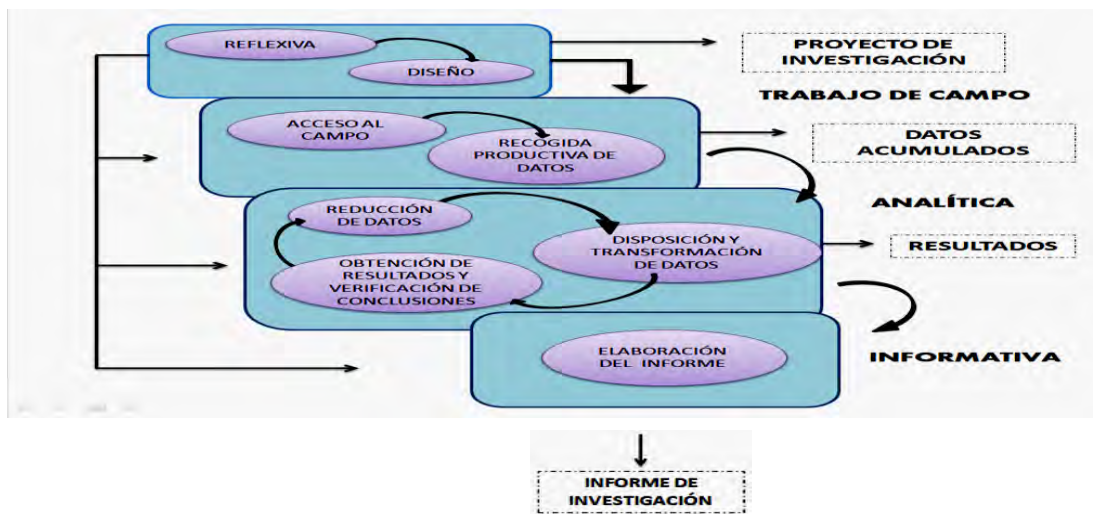 REFLEXIVA
DISEÑO
PROYECTO DE
INVESTIGACIÓN
TRABAJO DE CAMPO
ACCESO AL
CAMPO
RECOGIDA
PRODUCTIVA DE
DATOS
DATOS
ACUMULADOS
ANALÍTICA
REDUCCIÓN
DE DATOS
DISPOSICIÓN Y
TRANSFORMACIÓN
DE DATOS
RESULTADOS
OBTENCIÓN DE
RESULTADOS Y
VERIFICACIÓN DE
CONCLUSIONES
ELABORACIÓN
DEL INFORME
INFORMATIVA
INFORME DE
INVESTIGACIÓN